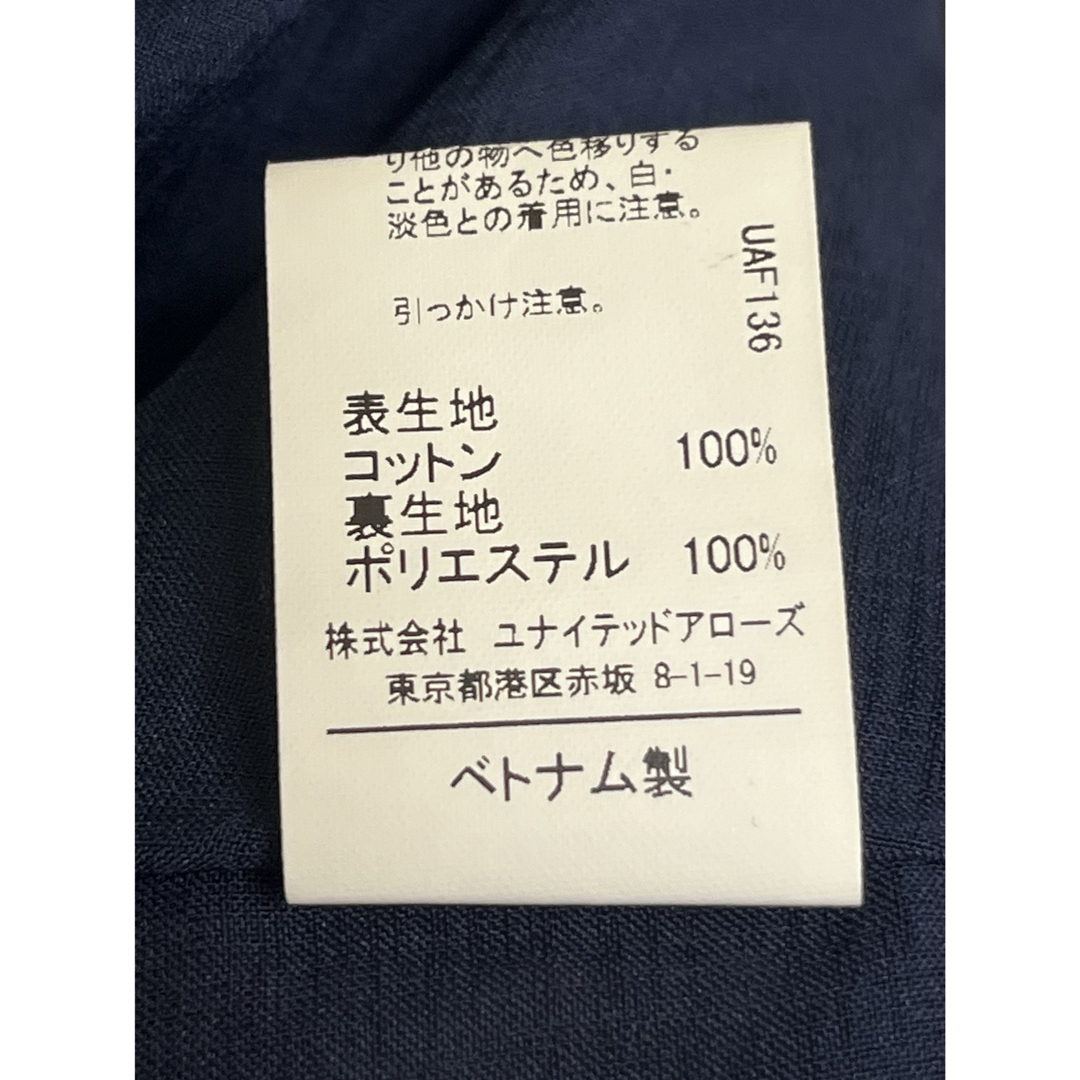 り他の物へ色移りする
ことがあるため、白・
淡色との着用に注意。
引っかけ注意。
UAF136
表生地
コットン 100%
裏生地
ポリエステル 100%
株式会社 ユナイテッドアローズ
東京都港区赤坂 8-1-19
ベトナム製